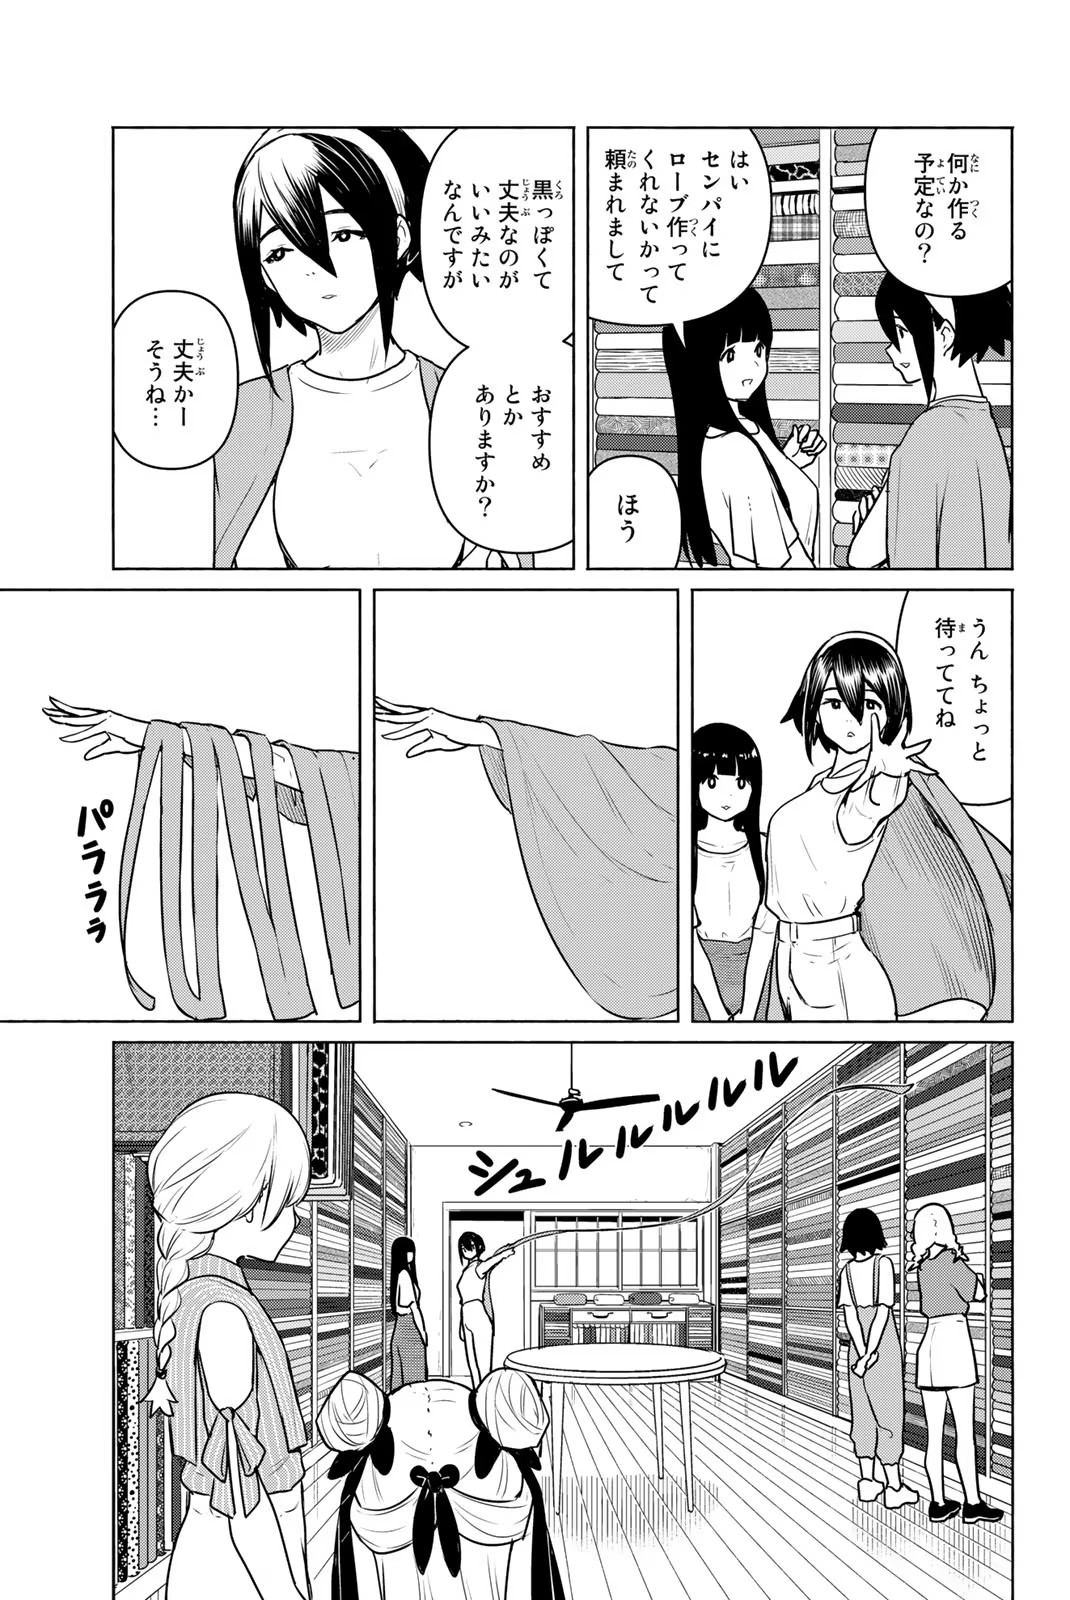 何か作る
予定なの？
はい
センパイに
ローブ作って
くれないかって
頼まれまして
ほう
黒っぽくて
丈夫なのが
いいみたい
なんですが
おすすめ
とか
ありますか？
丈夫かー
そうね…
うん ちょっと
待っててね
パラララ
シュルルルルルル